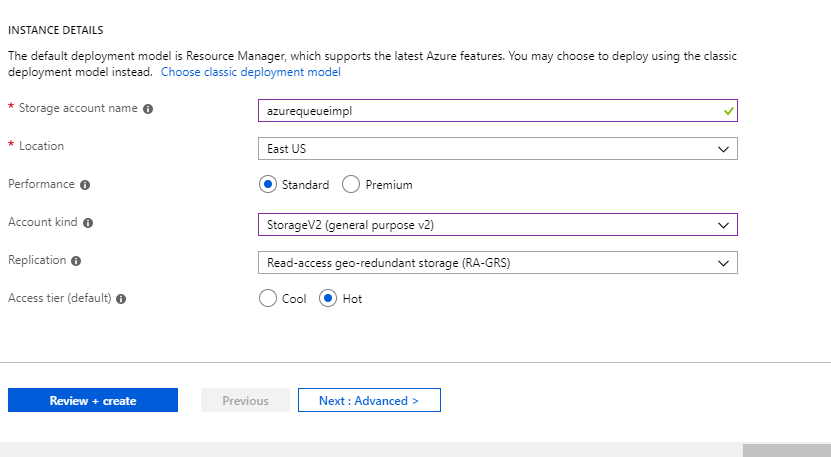 INSTANCE DETAILS
The default deployment model is Resource Manager, which supports the latest Azure features. You may choose to deploy using the classic
deployment model instead. Choose classic deployment model
* Storage account name
azurequeueimpl
* Location
East US
Performance
Standard Premium
Account kind
StorageV2 (general purpose v2)
Replication
Read-access geo-redundant storage (RA-GRS)
Access tier (default)
Cool Hot
Review + create Previous Next : Advanced >